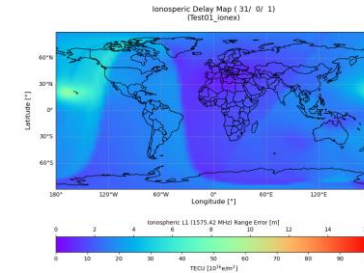 Ionospheric Delay Map ( 31/ 0/ 1)
(Test01_ionex)
60°N
30°N
0°
30°S
60°S
Latitude [°]
180° 120°W 60°W 0° 60°E 120°E
Longitude [°]
Ionospheric L1 (1575.42 MHz) Range Error [m]
0 2 4 6 8 10 12 14
0 10 20 30 40 50 60 70 80 90
TECU [10¹⁶e/m²]